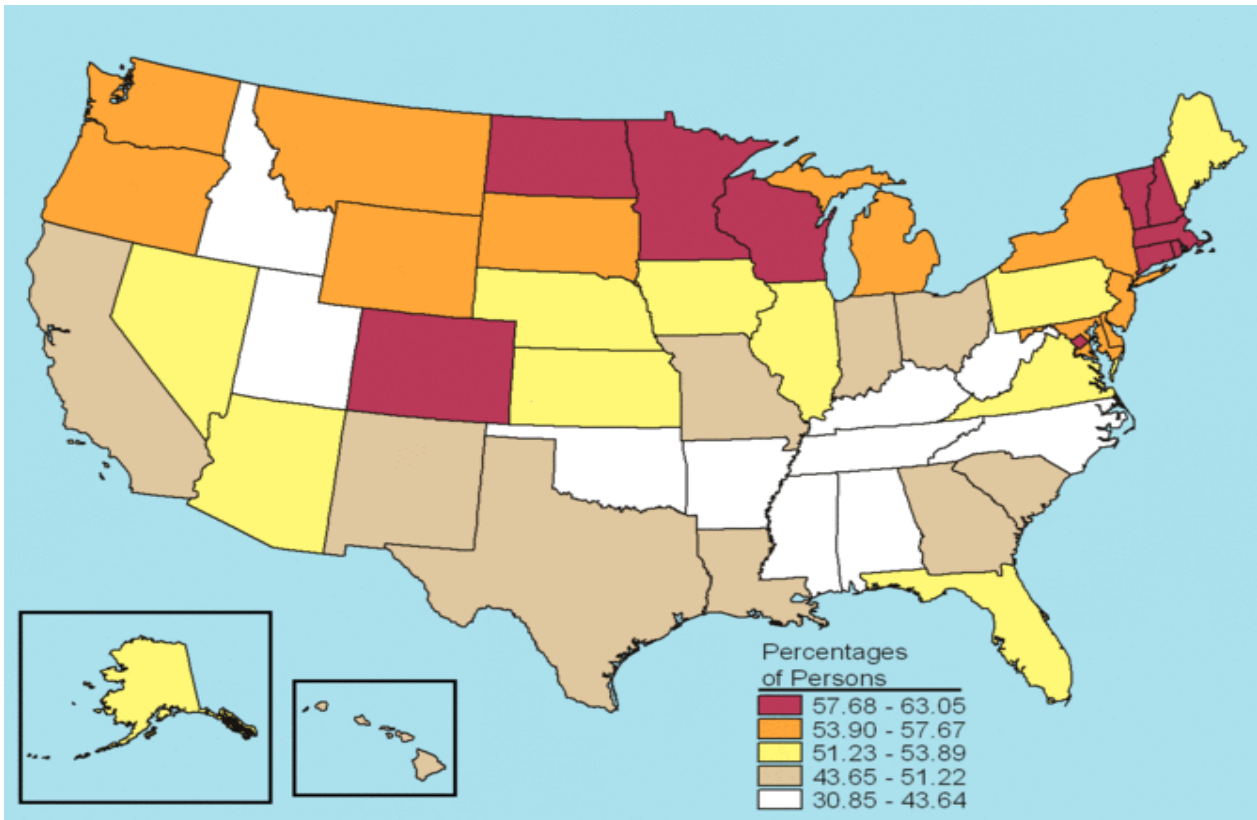 Percentages
of Persons
57.68 - 63.05
53.90 - 57.67
51.23 - 53.89
43.65 - 51.22
30.85 - 43.64